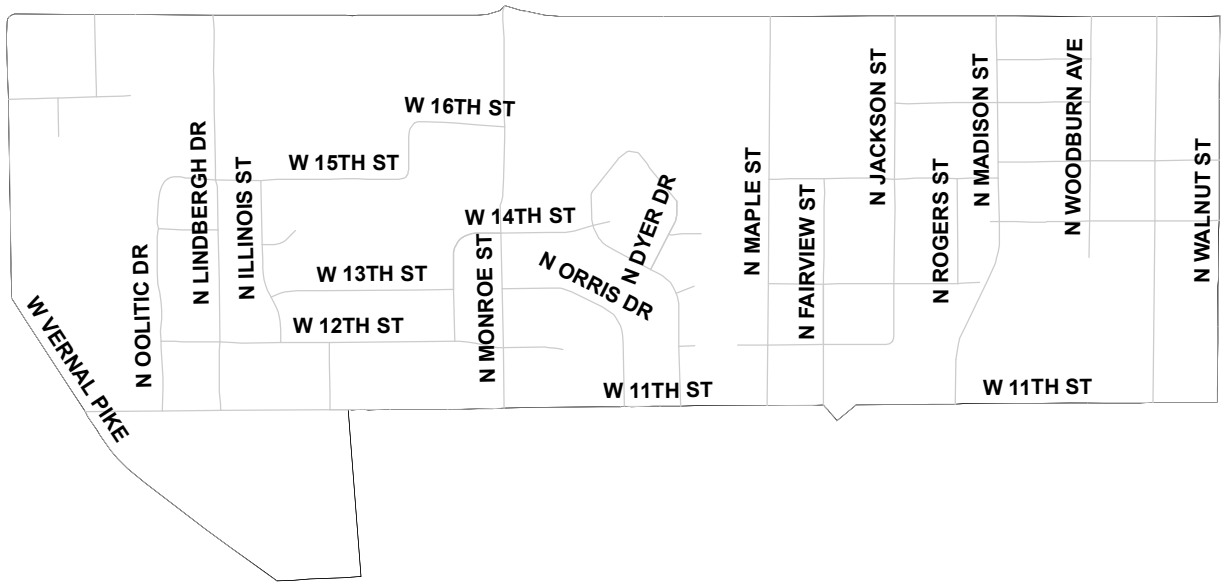 W 16TH ST
W 15TH ST
W 14TH ST
W 13TH ST
W 12TH ST
W 11TH ST
W 11TH ST
W VERNAL PIKE
N OOLITIC DR
N LINDBERGH DR
N ILLINOIS ST
N MONROE ST
N ORRIS DR
N DYER DR
N MAPLE ST
N FAIRVIEW ST
N JACKSON ST
N ROGERS ST
N MADISON ST
N WOODBURN AVE
N WALNUT ST